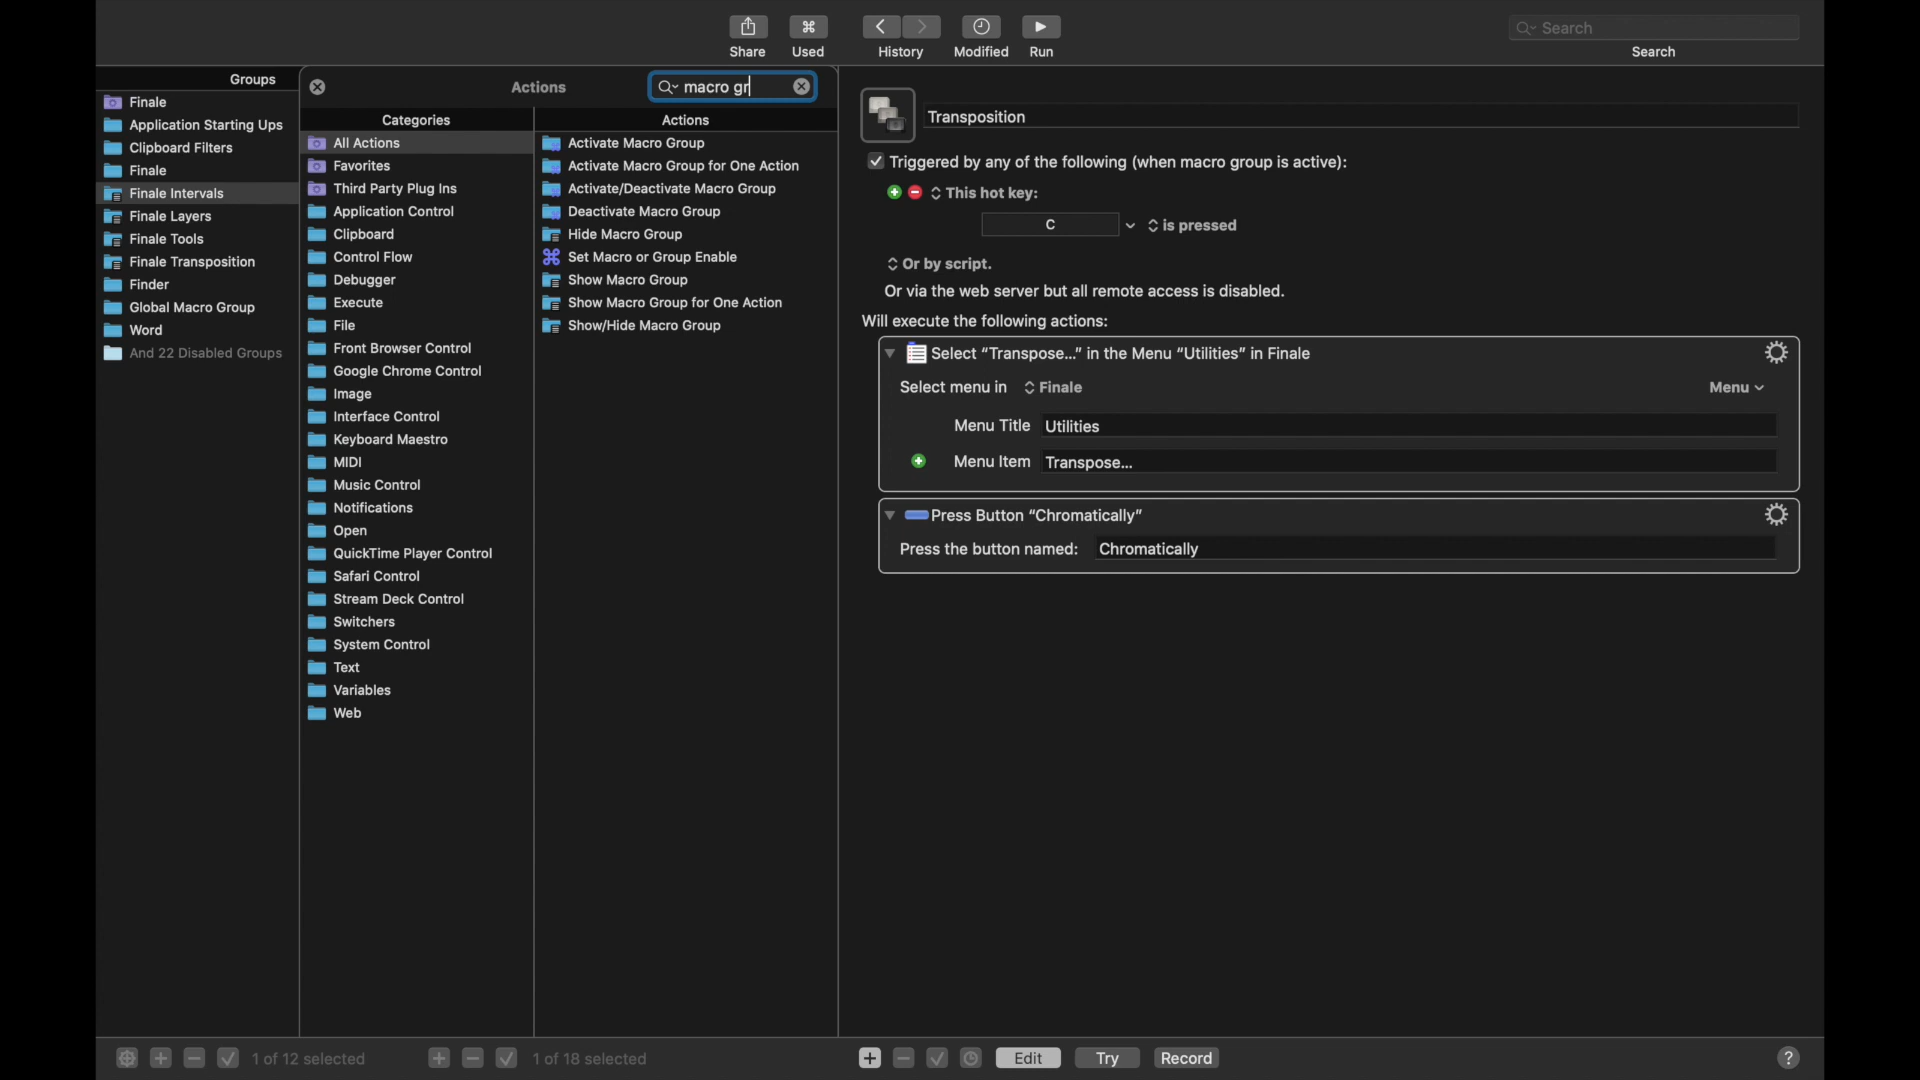 Share
Used
History
Modified
Run
Search
Search
Groups
Finale
Application Starting Ups
Clipboard Filters
Finale
Finale Intervals
Finale Layers
Finale Tools
Finale Transposition
Finder
Global Macro Group
Word
And 22 Disabled Groups
Actions
macro gr
Categories
All Actions
Favorites
Third Party Plug Ins
Application Control
Clipboard
Control Flow
Debugger
Execute
File
Front Browser Control
Google Chrome Control
Image
Interface Control
Keyboard Maestro
MIDI
Music Control
Notifications
Open
QuickTime Player Control
Safari Control
Stream Deck Control
Switchers
System Control
Text
Variables
Web
Actions
Activate Macro Group
Activate Macro Group for One Action
Activate/Deactivate Macro Group
Deactivate Macro Group
Hide Macro Group
Set Macro or Group Enable
Show Macro Group
Show Macro Group for One Action
Show/Hide Macro Group
Transposition
Triggered by any of the following (when macro group is active):
This hot key:
C is pressed
Or by script.
Or via the web server but all remote access is disabled.
Will execute the following actions:
Select “Transpose...” in the Menu “Utilities” in Finale
Select menu in Finale Menu
Menu Title Utilities
Menu Item Transpose...
Press Button “Chromatically”
Press the button named: Chromatically
1 of 12 selected
1 of 18 selected
Edit
Try
Record
?